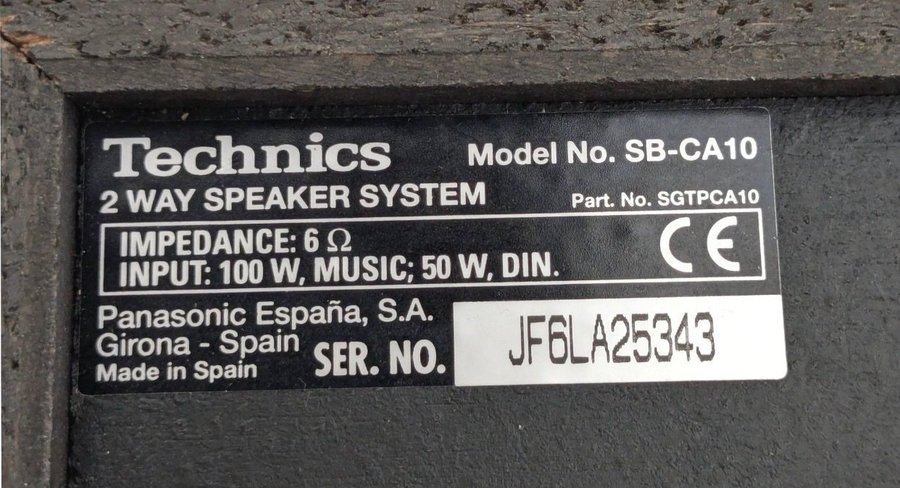 Technics Model No. SB-CA10
2 WAY SPEAKER SYSTEM Part. No. SGTPCA10
IMPEDANCE: 6 Ω
INPUT: 100 W, MUSIC; 50 W, DIN.
CE
Panasonic España, S.A.
Girona - Spain
Made in Spain
SER. NO. JF6LA25343